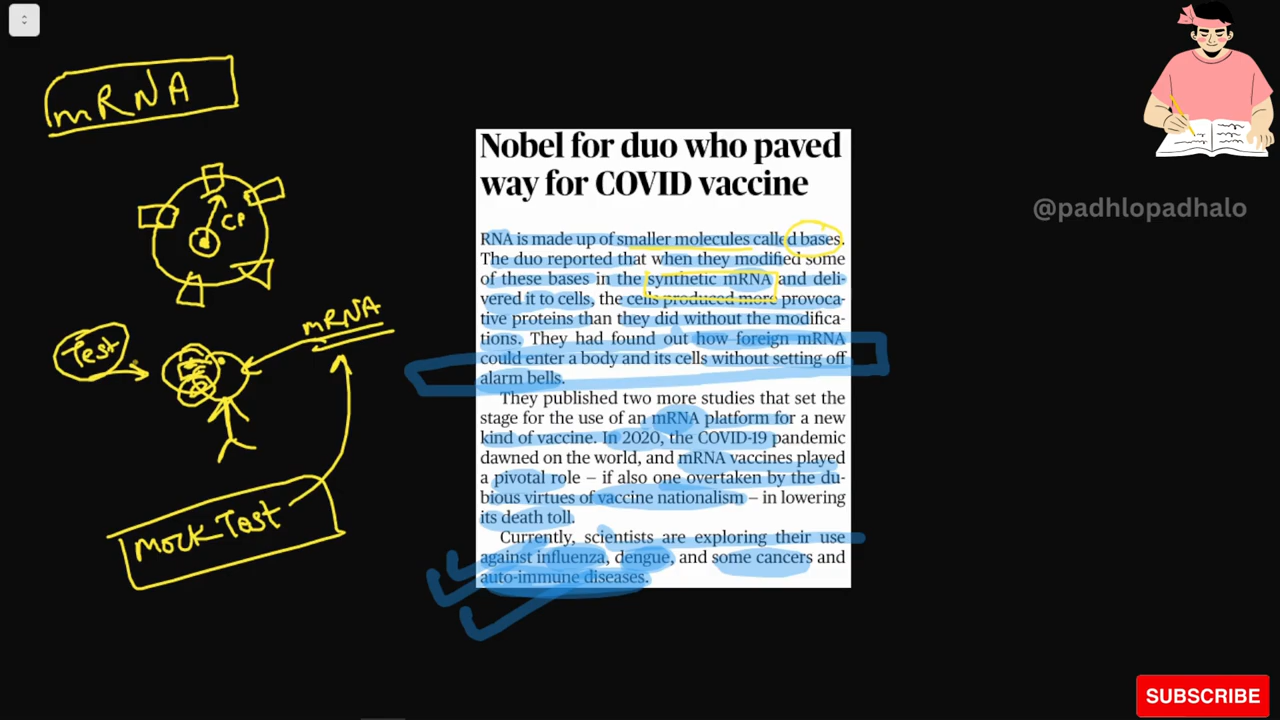 mRNA
CP
mRNA
Test
Mock Test
Nobel for duo who paved
way for COVID vaccine
RNA is made up of smaller molecules called bases.
The duo reported that when they modified some
of these bases in the synthetic mRNA and deli-
vered it to cells, the cells produced more provoca-
tive proteins than they did without the modifica-
tions. They had found out how foreign mRNA
could enter a body and its cells without setting off
alarm bells.
They published two more studies that set the
stage for the use of an mRNA platform for a new
kind of vaccine. In 2020, the COVID-19 pandemic
dawned on the world, and mRNA vaccines played
a pivotal role – if also one overtaken by the du-
bious virtues of vaccine nationalism – in lowering
its death toll.
Currently, scientists are exploring their use
against influenza, dengue, and some cancers and
auto-immune diseases.
@padhlopadhalo
SUBSCRIBE